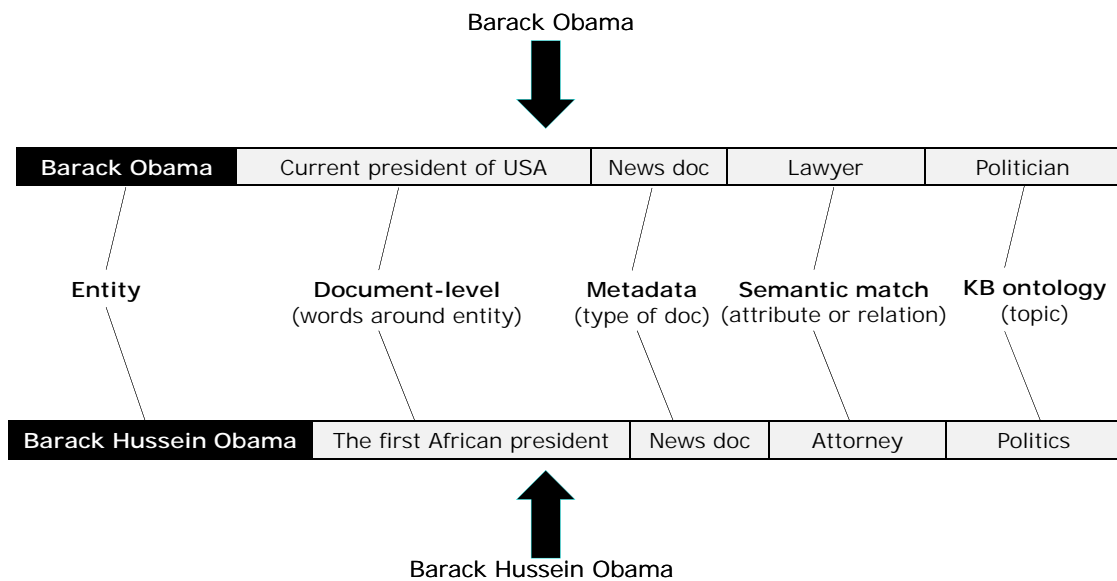 Barack Obama
Barack Obama Current president of USA News doc Lawyer Politician
Entity Document-level Metadata Semantic match KB ontology
(words around entity) (type of doc) (attribute or relation) (topic)
Barack Hussein Obama The first African president News doc Attorney Politics
Barack Hussein Obama